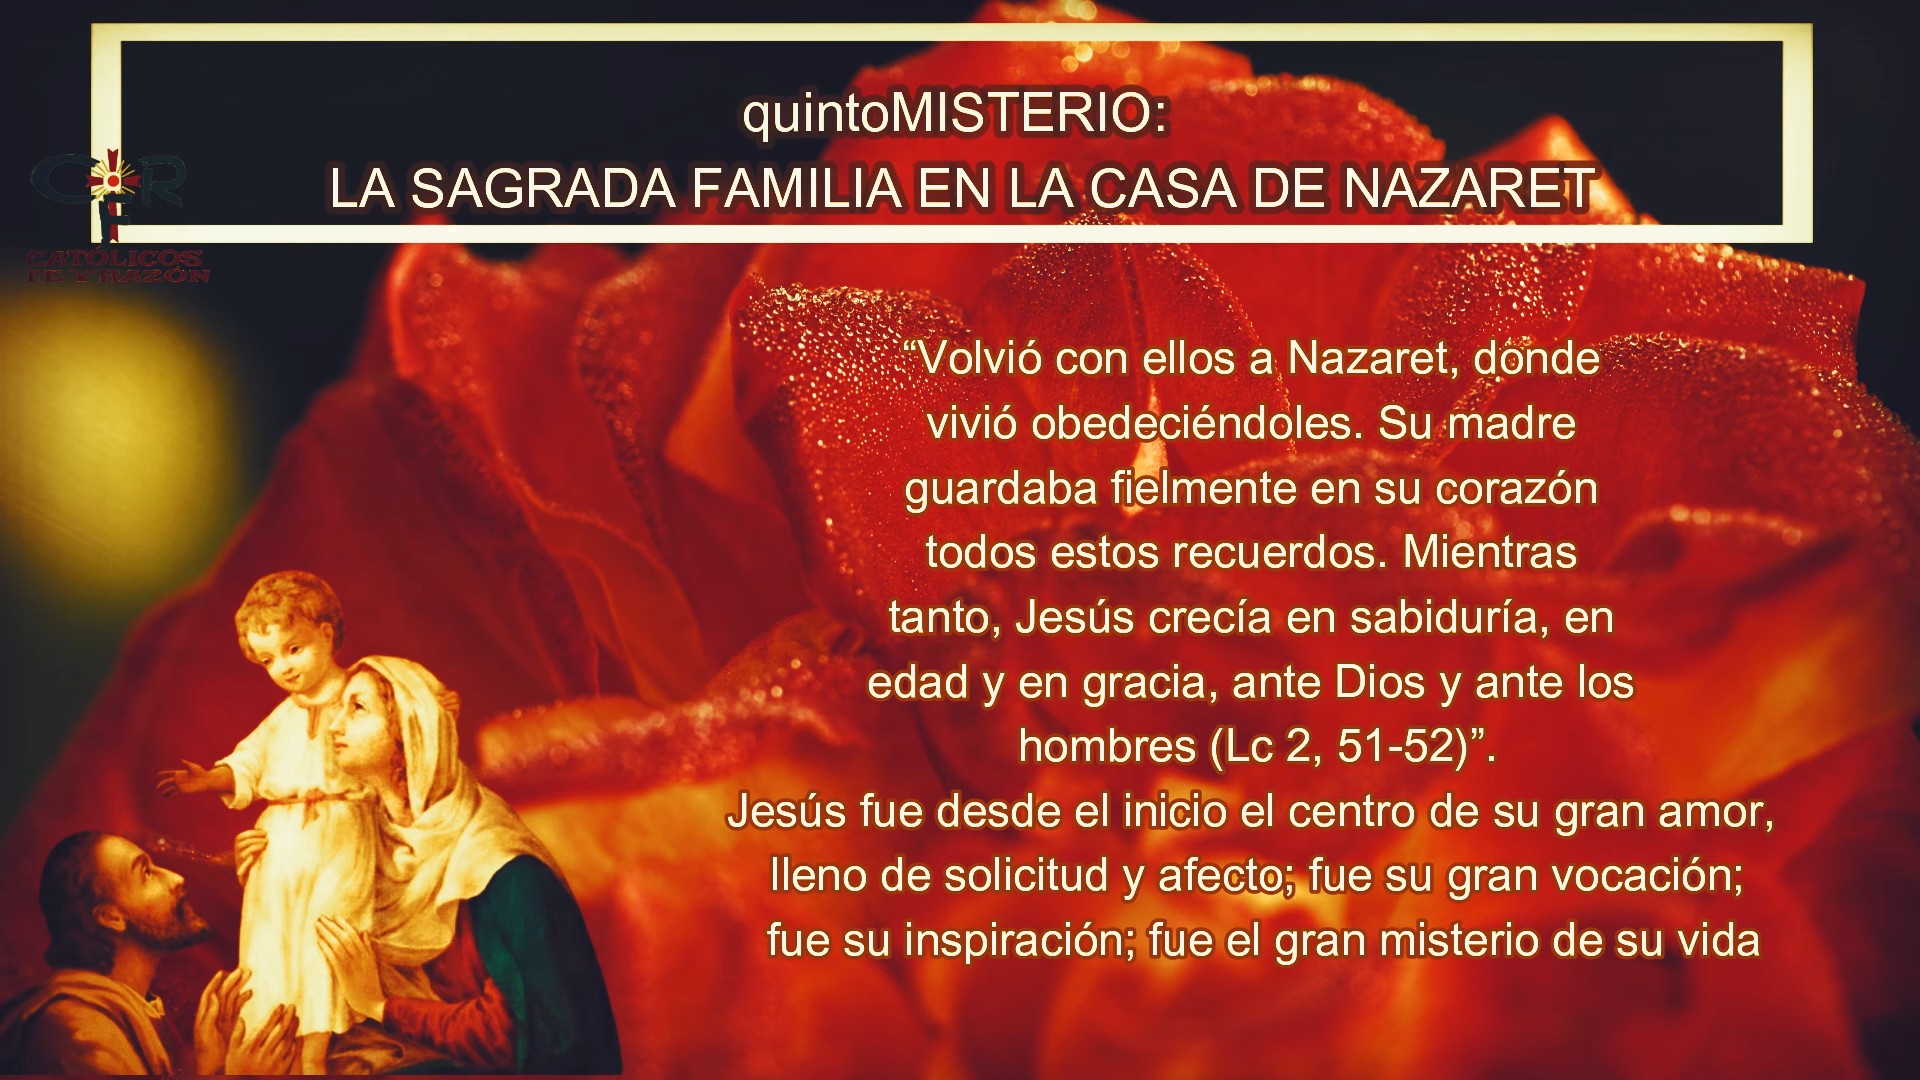 quintoMISTERIO:
LA SAGRADA FAMILIA EN LA CASA DE NAZARET
CATÓLICOS
FE Y RAZÓN
“Volvió con ellos a Nazaret, donde
vivió obedeciéndoles. Su madre
guardaba fielmente en su corazón
todos estos recuerdos. Mientras
tanto, Jesús crecía en sabiduría, en
edad y en gracia, ante Dios y ante los
hombres (Lc 2, 51-52)”.
Jesús fue desde el inicio el centro de su gran amor,
lleno de solicitud y afecto; fue su gran vocación;
fue su inspiración; fue el gran misterio de su vida